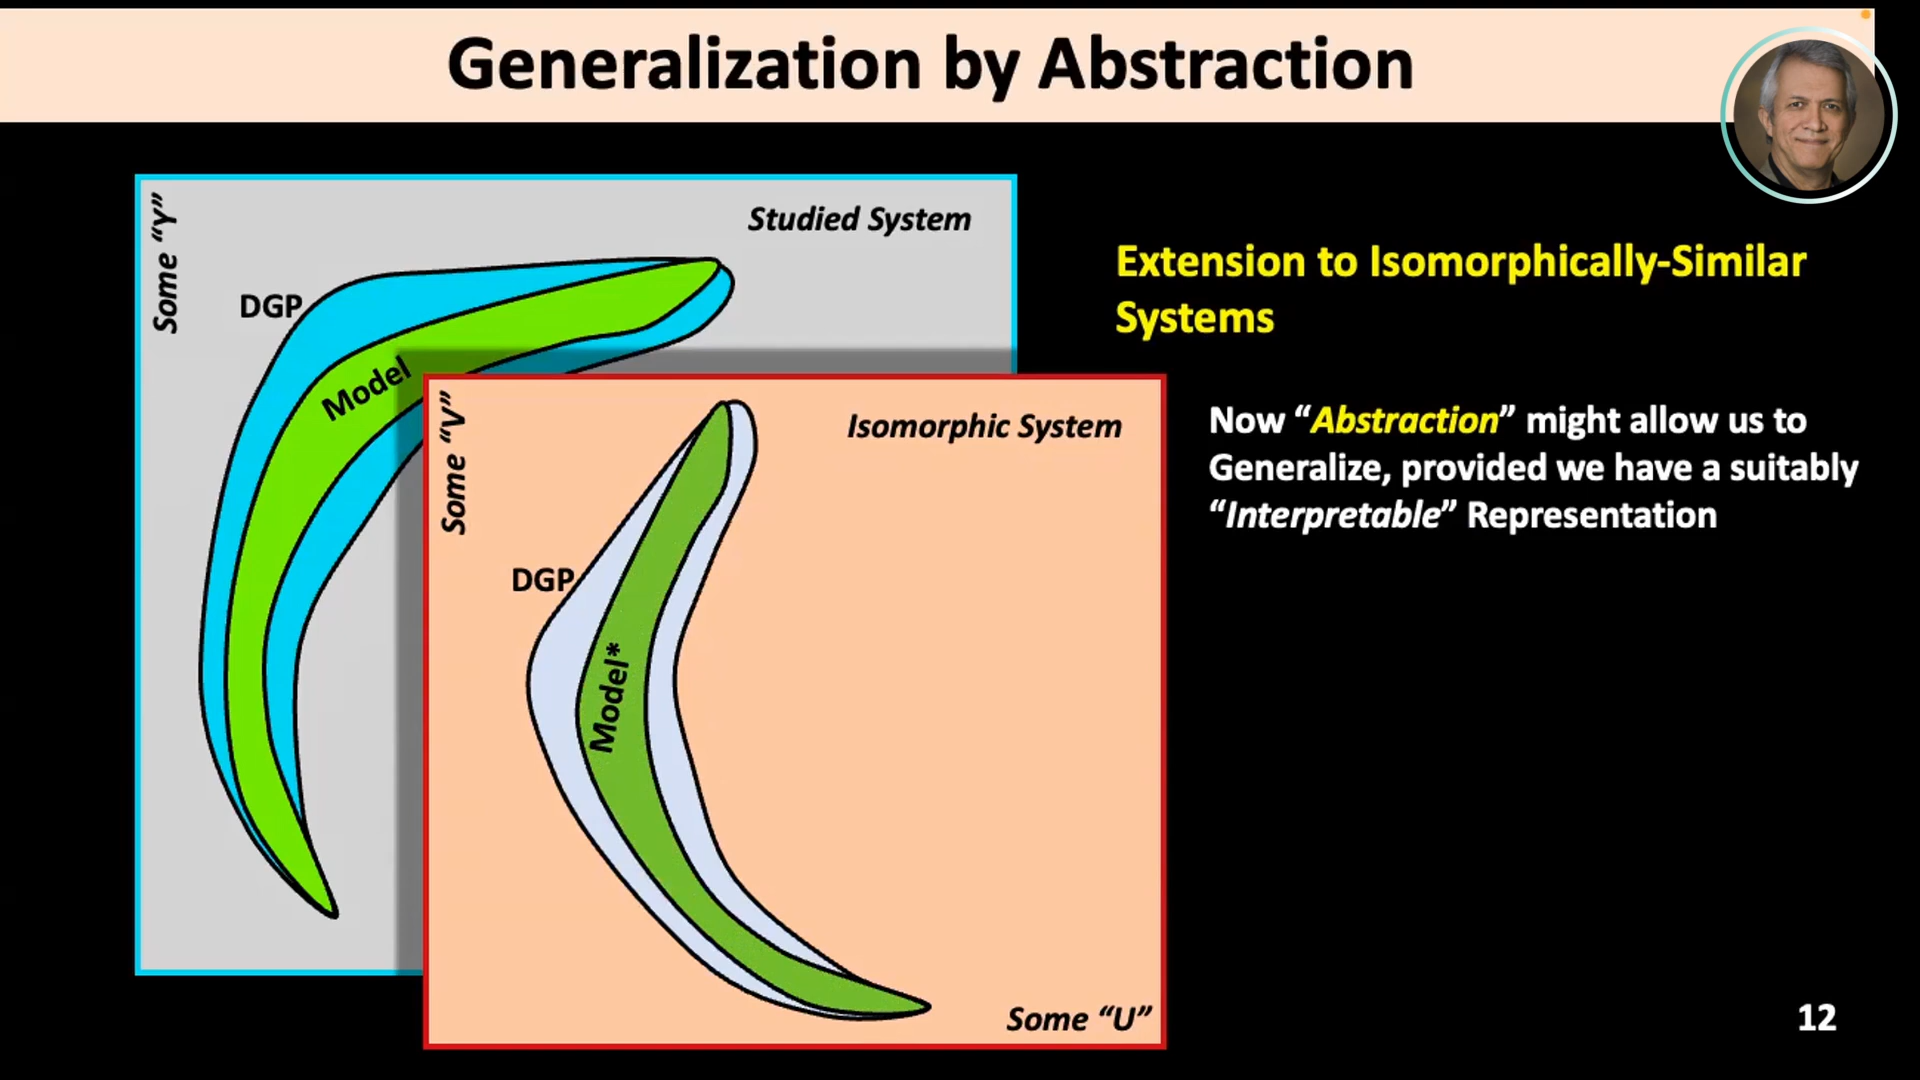 Generalization by Abstraction
Some “Y”
Studied System
DGP
Model
Some “V”
Isomorphic System
DGP
Model*
Some “U”
Extension to Isomorphically-Similar
Systems
Now “Abstraction” might allow us to
Generalize, provided we have a suitably
“Interpretable” Representation
12